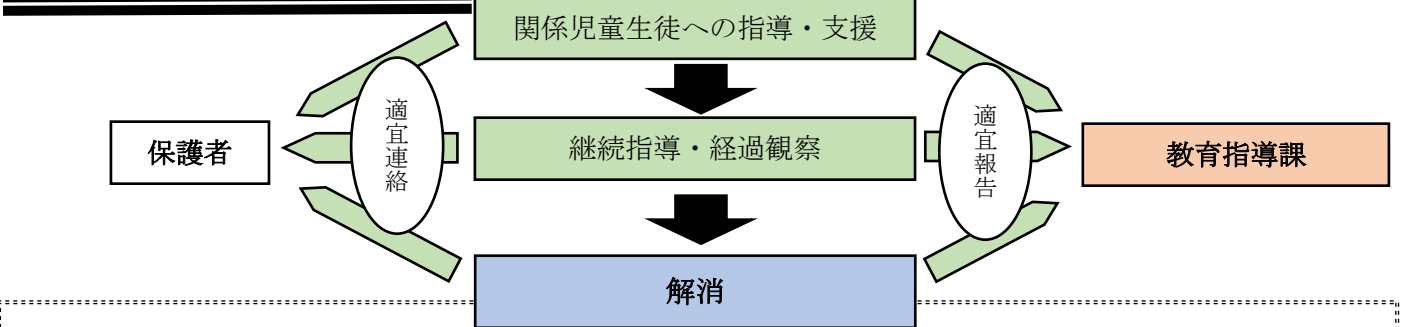 関係児童生徒への指導・支援
適宜連絡
適宜報告
保護者
継続指導・経過観察
教育指導課
解消